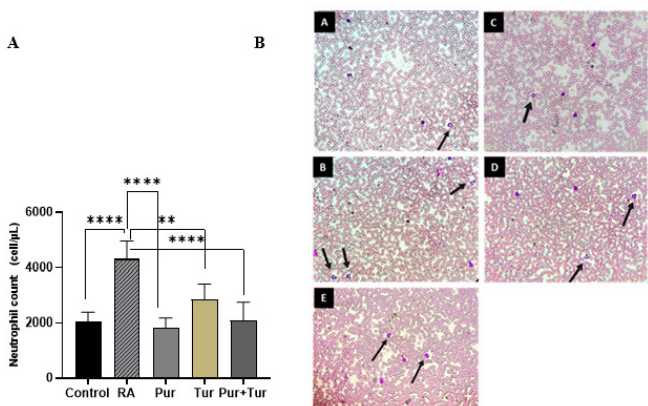 A
B
A
C
B
D
E
****
**** **
****
Neutrophil count (cell/µL)
6000
4000
2000
0
Control RA Pur Tur Pur+Tur